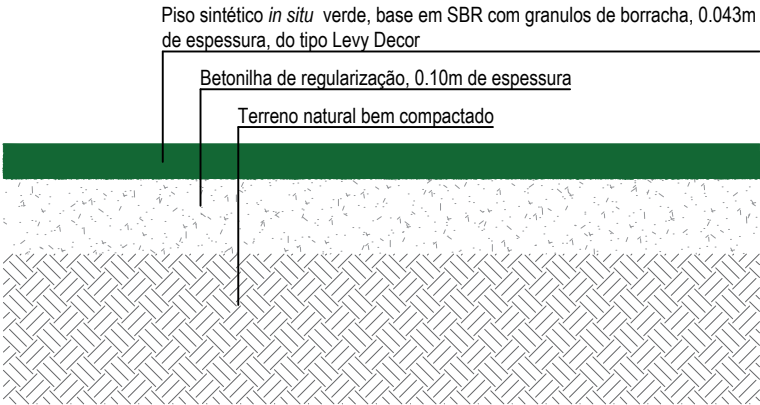 Piso sintético in situ verde, base em SBR com granulos de borracha, 0.043m
de espessura, do tipo Levy Decor
Betonilha de regularização, 0.10m de espessura
Terreno natural bem compactado